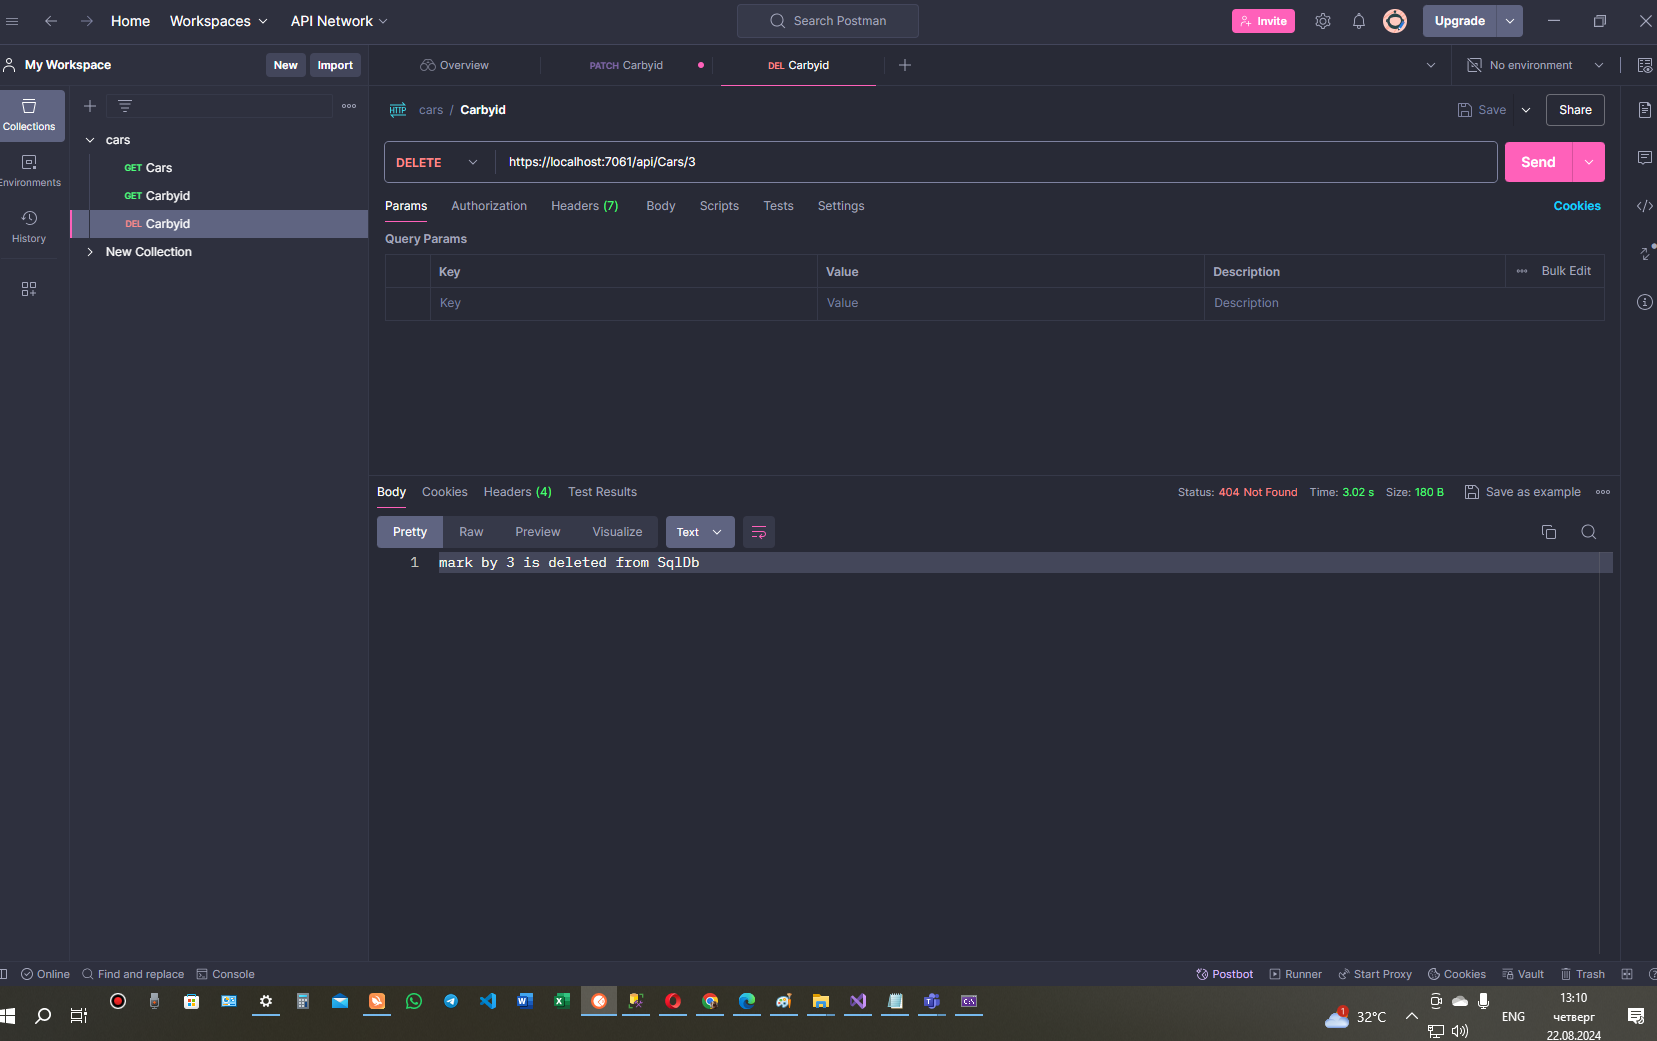 Home
Workspaces
API Network
Search Postman
Invite
Upgrade
My Workspace
New
Import
Overview
PATCH Carbyid
DEL Carbyid
No environment
Collections
Environments
History
cars
GET Cars
GET Carbyid
DEL Carbyid
New Collection
HTTP
cars / Carbyid
Save
Share
DELETE
https://localhost:7061/api/Cars/3
Send
Params
Authorization
Headers (7)
Body
Scripts
Tests
Settings
Cookies
Query Params
Key
Value
Description
Bulk Edit
Key
Value
Description
Body
Cookies
Headers (4)
Test Results
Status: 404 Not Found
Time: 3.02 s
Size: 180 B
Save as example
Pretty
Raw
Preview
Visualize
Text
1
mark by 3 is deleted from SqlDb
Online
Find and replace
Console
Postbot
Runner
Start Proxy
Cookies
Vault
Trash
1
32°C
ENG
13:10
четверг
22.08.2024